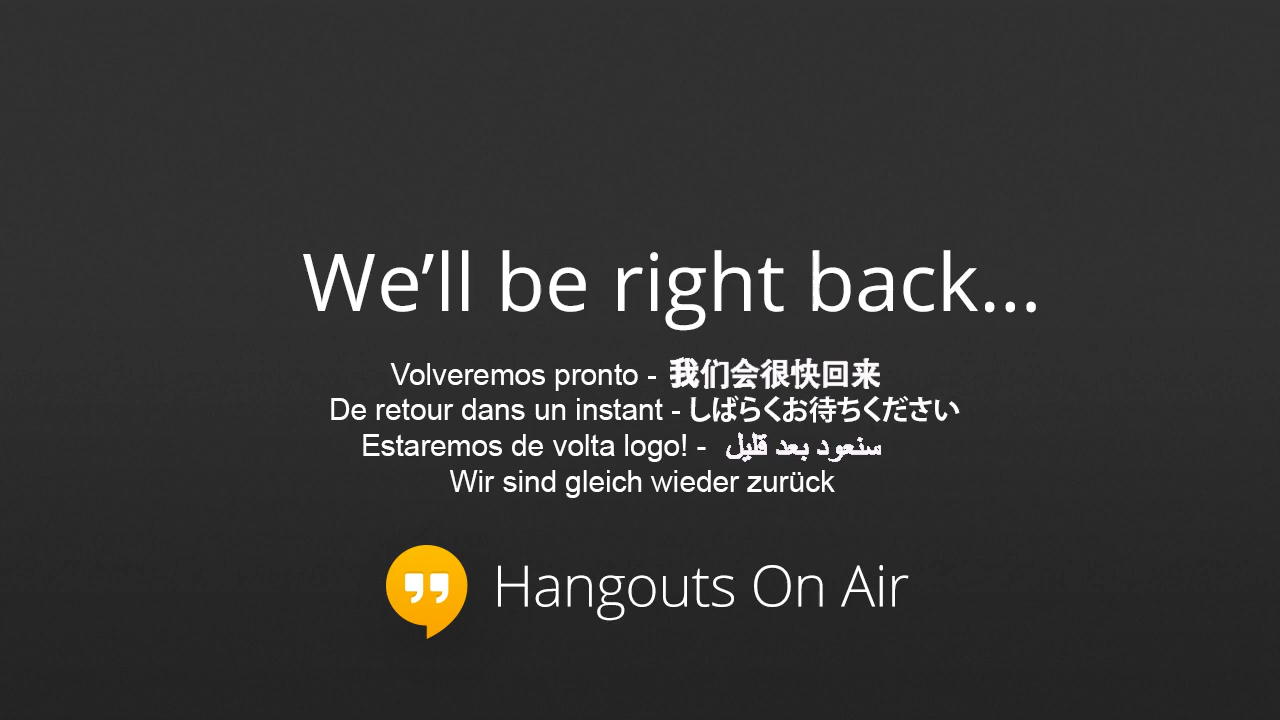 We’ll be right back...
Volveremos pronto - 我们会很快回来
De retour dans un instant - しばらくお待ちください
Estaremos de volta logo! - سنعود بعد قليل
Wir sind gleich wieder zurück
Hangouts On Air